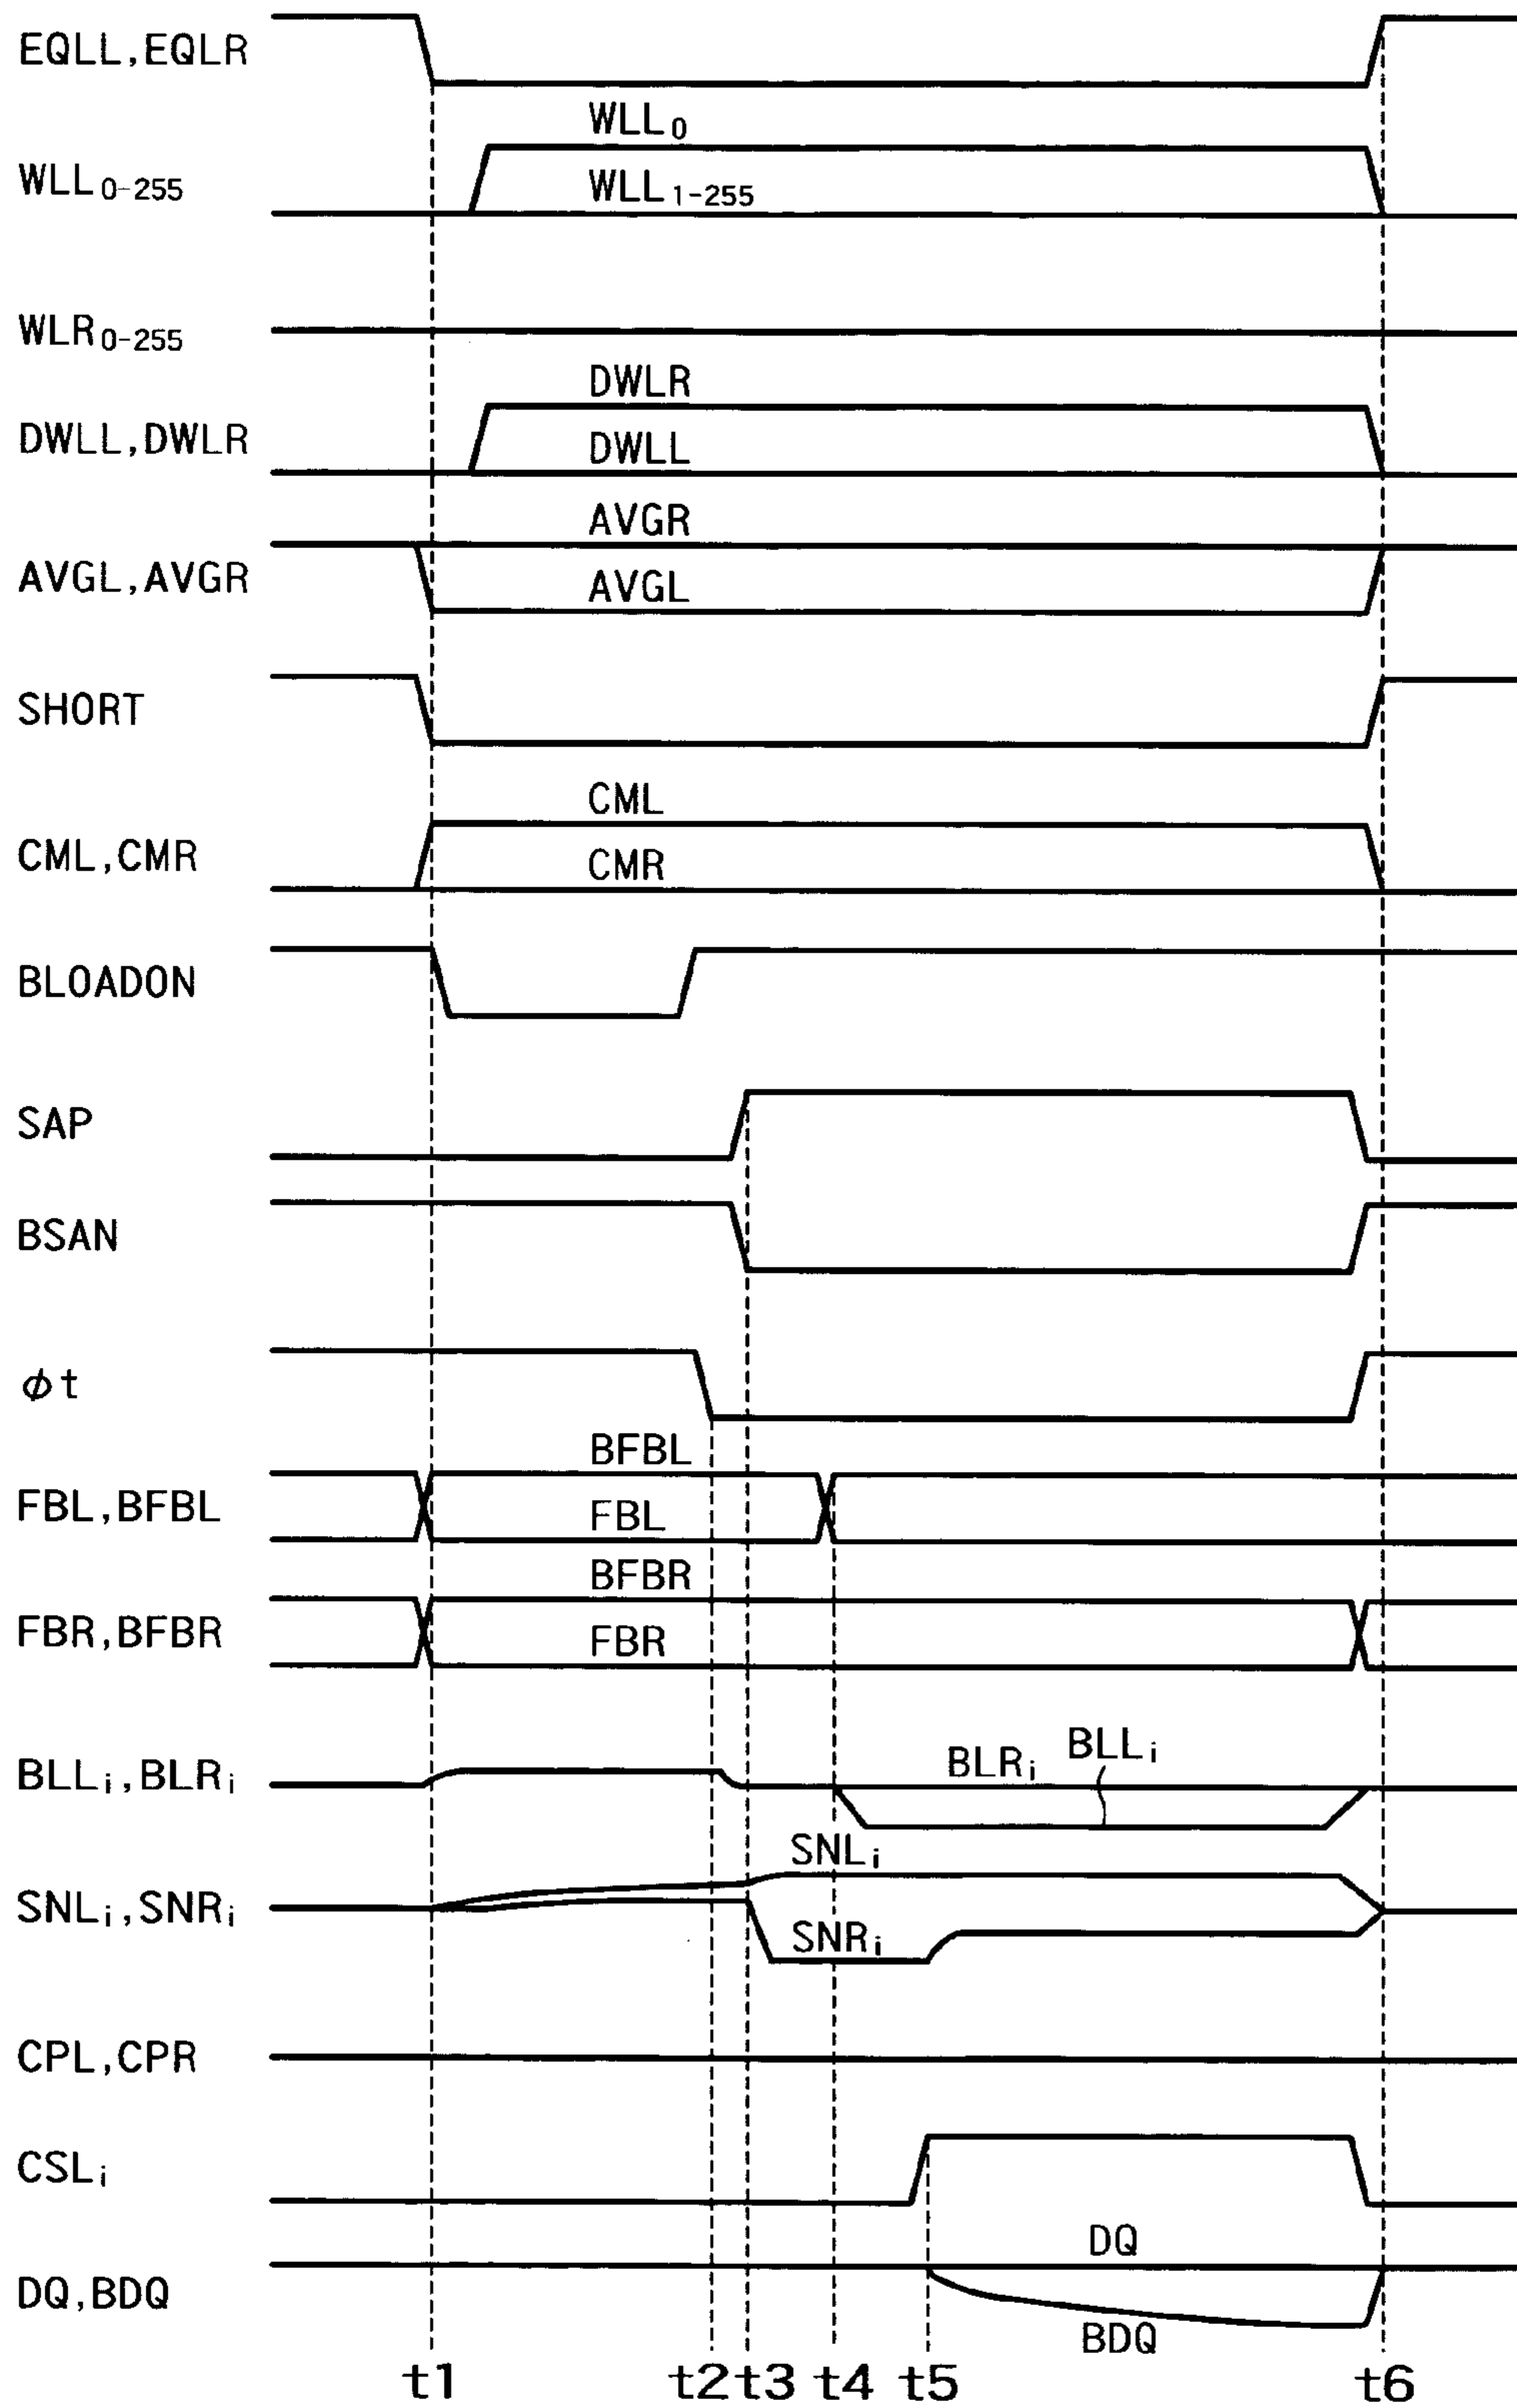 EQLL,EQLR
WLL₀
WLL₀₋₂₅₅
WLL₁₋₂₅₅
WLR₀₋₂₅₅
DWLR
DWLL,DWLR
DWLL
AVGR
AVGL,AVGR
AVGL
SHORT
CML
CML,CMR
CMR
BLOADON
SAP
BSAN
φt
BFBL
FBL,BFBL
FBL
BFBR
FBR,BFBR
FBR
BLLᵢ,BLRᵢ
BLRᵢ
BLLᵢ
SNLᵢ
SNLᵢ,SNRᵢ
SNRᵢ
CPL,CPR
CSLᵢ
DQ
DQ,BDQ
BDQ
t1 t2 t3 t4 t5 t6